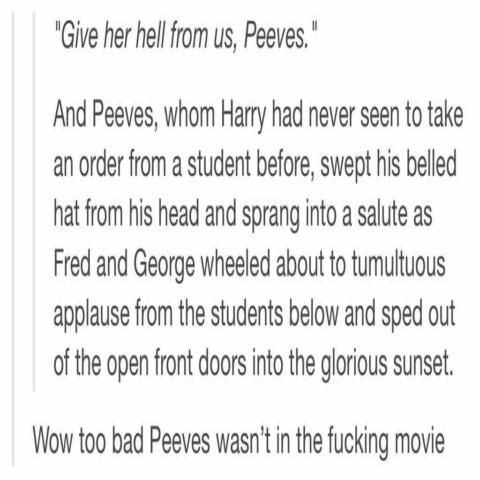 "Give her hell from us, Peeves."
And Peeves, whom Harry had never seen to take
an order from a student before, swept his belled
hat from his head and sprang into a salute as
Fred and George wheeled about to tumultuous
applause from the students below and sped out
of the open front doors into the glorious sunset.
Wow too bad Peeves wasn't in the fucking movie